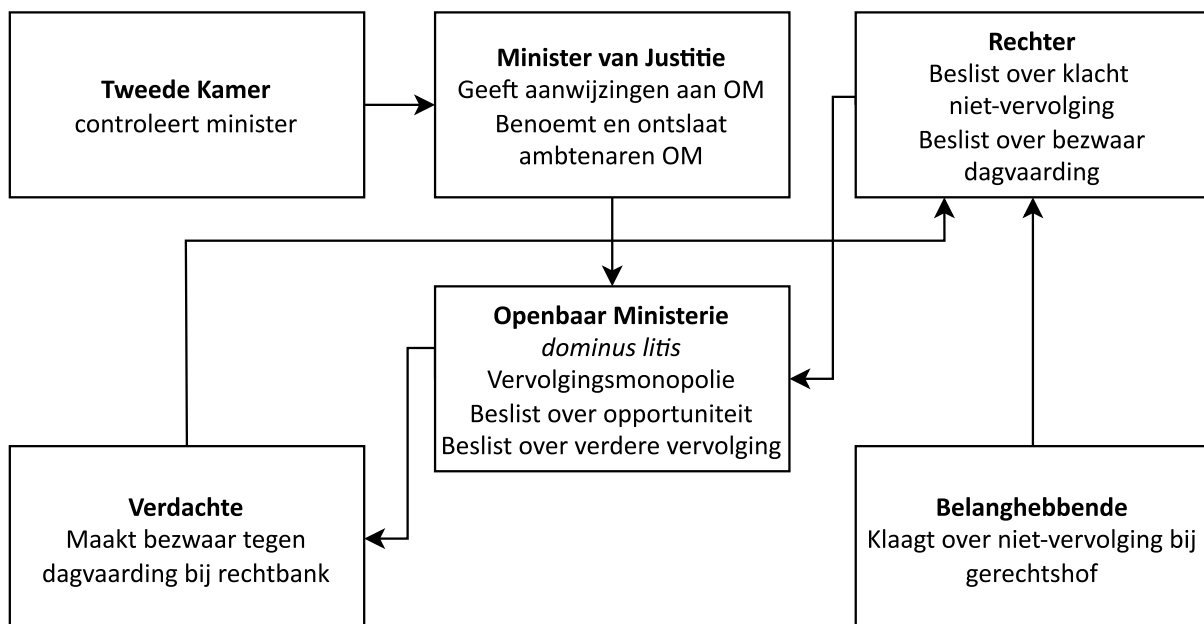 Tweede Kamer
controleert minister
Minister van Justitie
Geeft aanwijzingen aan OM
Benoemt en ontslaat
ambtenaren OM
Rechter
Beslist over klacht
niet-vervolging
Beslist over bezwaar
dagvaarding
Openbaar Ministerie
dominus litis
Vervolgingsmonopolie
Beslist over opportuniteit
Beslist over verdere vervolging
Verdachte
Maakt bezwaar tegen
dagvaarding bij rechtbank
Belanghebbende
Klaagt over niet-vervolging bij
gerechtshof